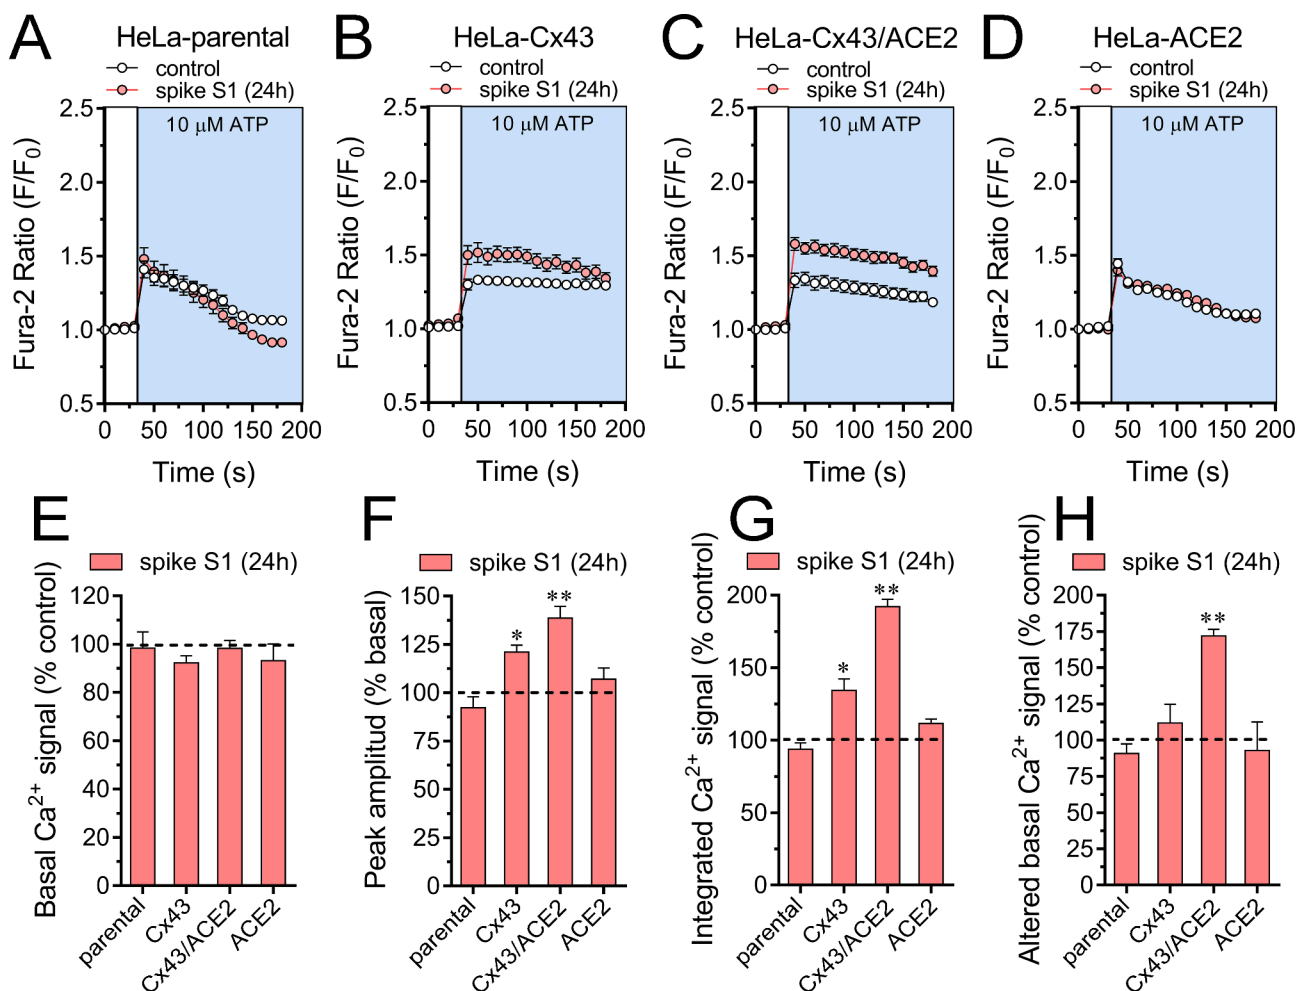 A
HeLa-parental
control
spike S1 (24h)
10 µM ATP
Fura-2 Ratio (F/F0)
2.5
2.0
1.5
1.0
0.5
0 50 100 150 200
Time (s)
B
HeLa-Cx43
control
spike S1 (24h)
10 µM ATP
Fura-2 Ratio (F/F0)
2.5
2.0
1.5
1.0
0.5
0 50 100 150 200
Time (s)
C
HeLa-Cx43/ACE2
control
spike S1 (24h)
10 µM ATP
Fura-2 Ratio (F/F0)
2.5
2.0
1.5
1.0
0.5
0 50 100 150 200
Time (s)
D
HeLa-ACE2
control
spike S1 (24h)
10 µM ATP
Fura-2 Ratio (F/F0)
2.5
2.0
1.5
1.0
0.5
0 50 100 150 200
Time (s)
E
spike S1 (24h)
Basal Ca2+ signal (% control)
120
100
80
60
40
20
0
parental
Cx43
Cx43/ACE2
ACE2
F
spike S1 (24h)
Peak amplitud (% basal)
150
125
100
75
50
25
0
*
**
parental
Cx43
Cx43/ACE2
ACE2
G
spike S1 (24h)
Integrated Ca2+ signal (% control)
200
150
100
50
0
*
**
parental
Cx43
Cx43/ACE2
ACE2
H
spike S1 (24h)
Altered basal Ca2+ signal (% control)
200
175
150
125
100
75
50
25
0
**
parental
Cx43
Cx43/ACE2
ACE2